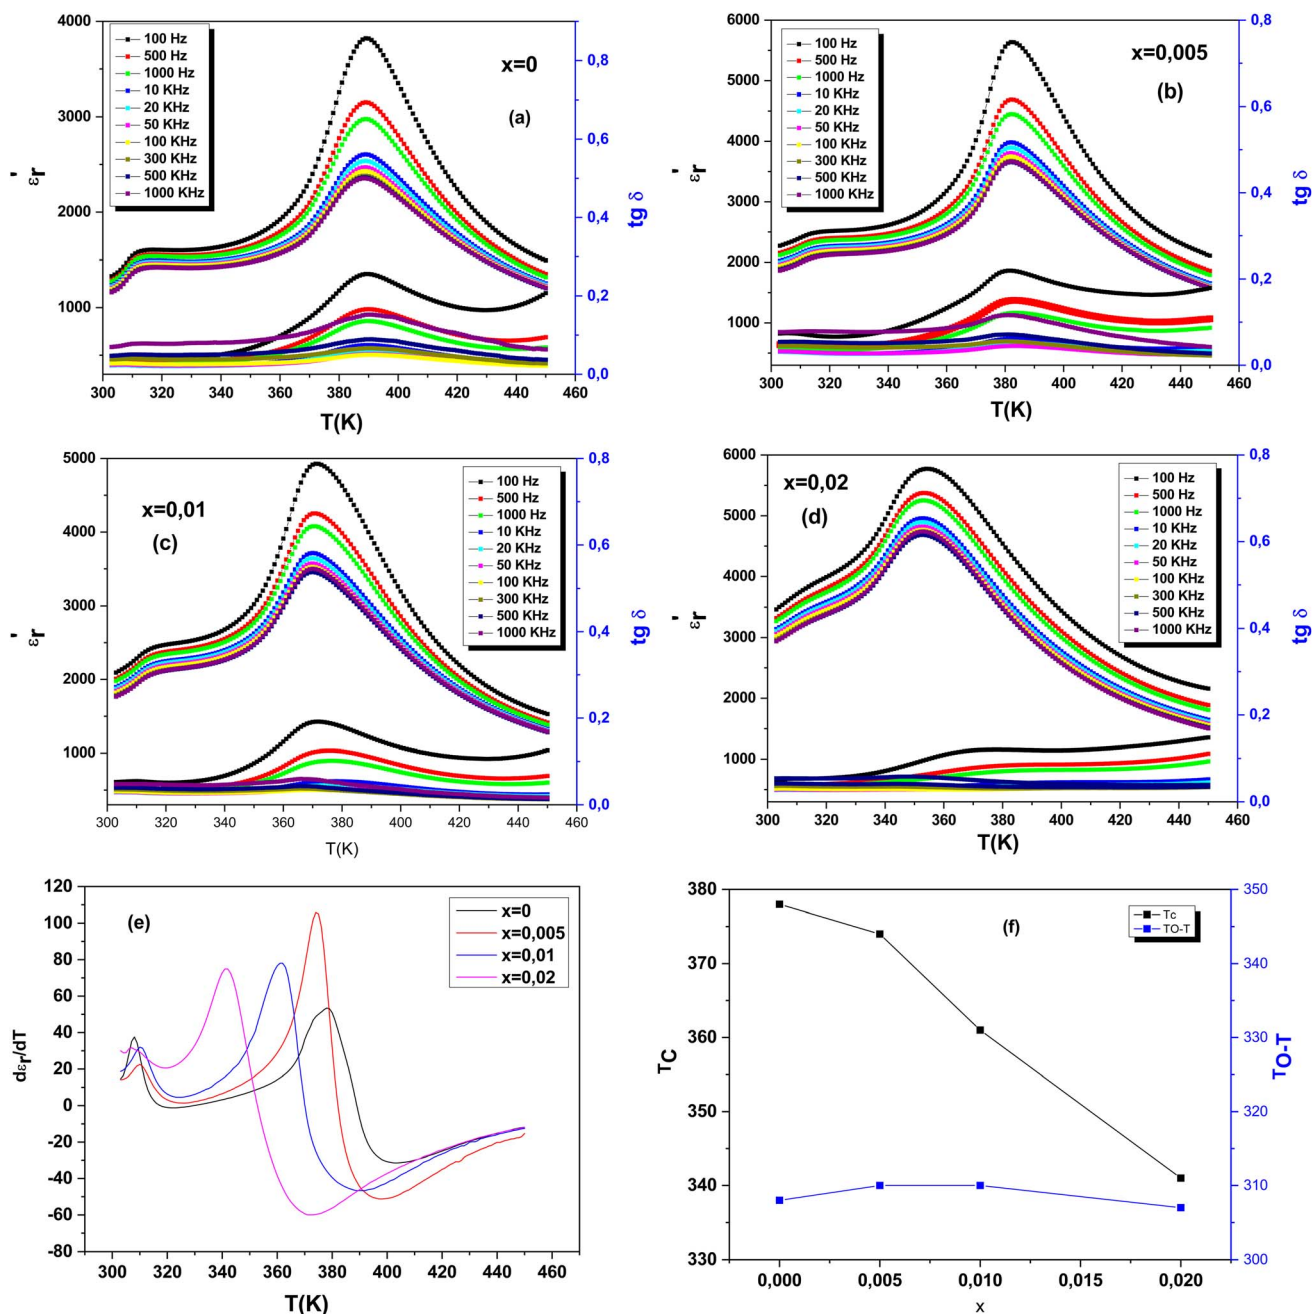 4000
3000
2000
1000
ε'r
0,8
0,6
0,4
0,2
0,0
tg δ
300 320 340 360 380 400 420 440 460
T(K)
100 Hz
500 Hz
1000 Hz
10 KHz
20 KHz
50 KHz
100 KHz
300 KHz
500 KHz
1000 KHz
x=0
(a)
6000
5000
4000
3000
2000
1000
ε'r
0,8
0,6
0,4
0,2
0,0
tg δ
300 320 340 360 380 400 420 440 460
T(K)
100 Hz
500 Hz
1000 Hz
10 KHz
20 KHz
50 KHz
100 KHz
300 KHz
500 KHz
1000 KHz
x=0,005
(b)
5000
4000
3000
2000
1000
ε'r
0,8
0,6
0,4
0,2
0,0
tg δ
300 320 340 360 380 400 420 440 460
T(K)
100 Hz
500 Hz
1000 Hz
10 KHz
20 KHz
50 KHz
100 KHz
300 KHz
500 KHz
1000 KHz
x=0,01
(c)
6000
5000
4000
3000
2000
1000
ε'r
0,8
0,6
0,4
0,2
0,0
tg δ
300 320 340 360 380 400 420 440 460
T(K)
100 Hz
500 Hz
1000 Hz
10 KHz
20 KHz
50 KHz
100 KHz
300 KHz
500 KHz
1000 KHz
x=0,02
(d)
120
100
80
60
40
20
0
-20
-40
-60
-80
dεr/dT
300 320 340 360 380 400 420 440 460
T(K)
(e)
x=0
x=0,005
x=0,01
x=0,02
380
370
360
350
340
330
TC
350
340
330
320
310
300
TO-T
0,000 0,005 0,010 0,015 0,020
x
(f)
Tc
TO-T